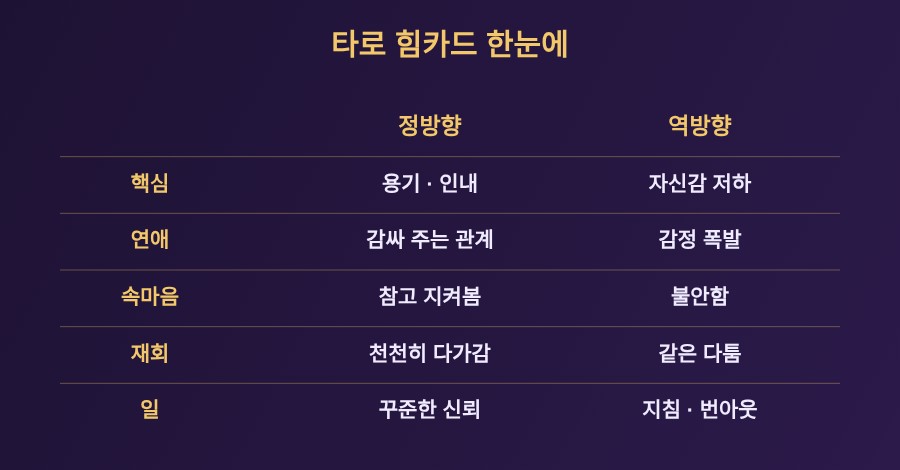 타로 힘카드 한눈에
정방향 역방향
핵심 용기 · 인내 자신감 저하
연애 감싸 주는 관계 감정 폭발
속마음 참고 지켜봄 불안함
재회 천천히 다가감 같은 다툼
일 꾸준한 신뢰 지침 · 번아웃